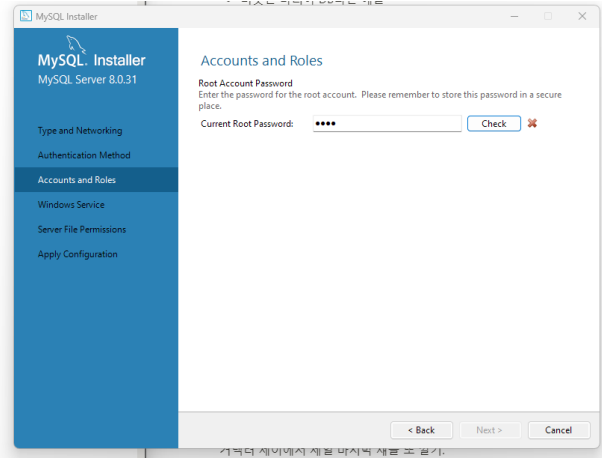 MySQL Installer
MySQL. Installer
MySQL Server 8.0.31
Type and Networking
Authentication Method
Accounts and Roles
Windows Service
Server File Permissions
Apply Configuration
Accounts and Roles
Root Account Password
Enter the password for the root account. Please remember to store this password in a secure
place.
Current Root Password:
Check
< Back
Next >
Cancel